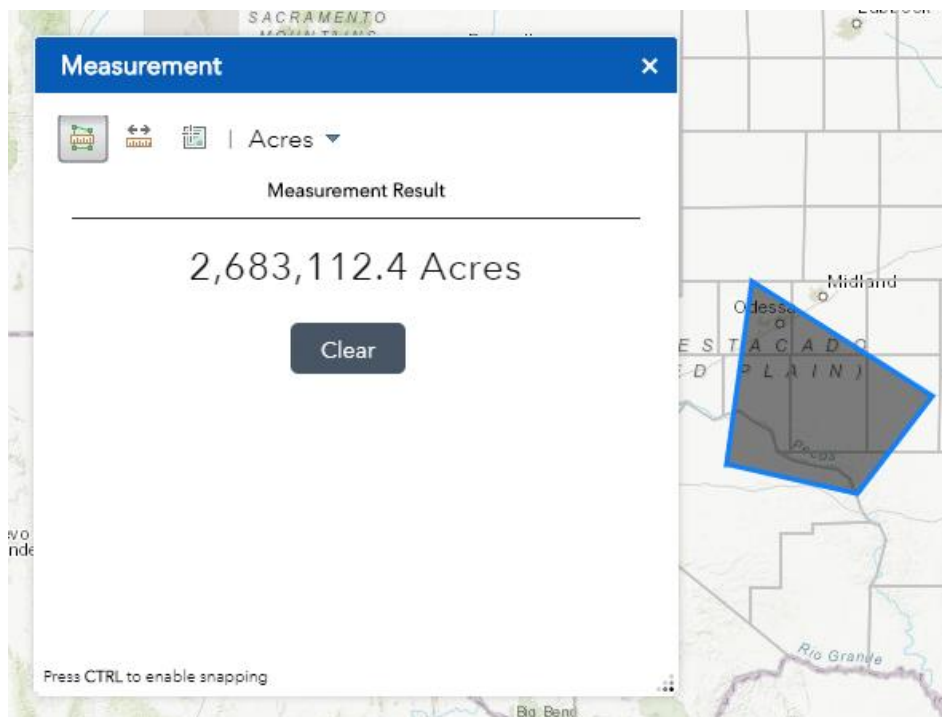 SACRAMENTO
Measurement
Acres
Measurement Result
2,683,112.4 Acres
Clear
Press CTRL to enable snapping
Midland
Odessa
E S T A C A D O
E D P L A I N )
Pecos
Rio Grande
Big Bend